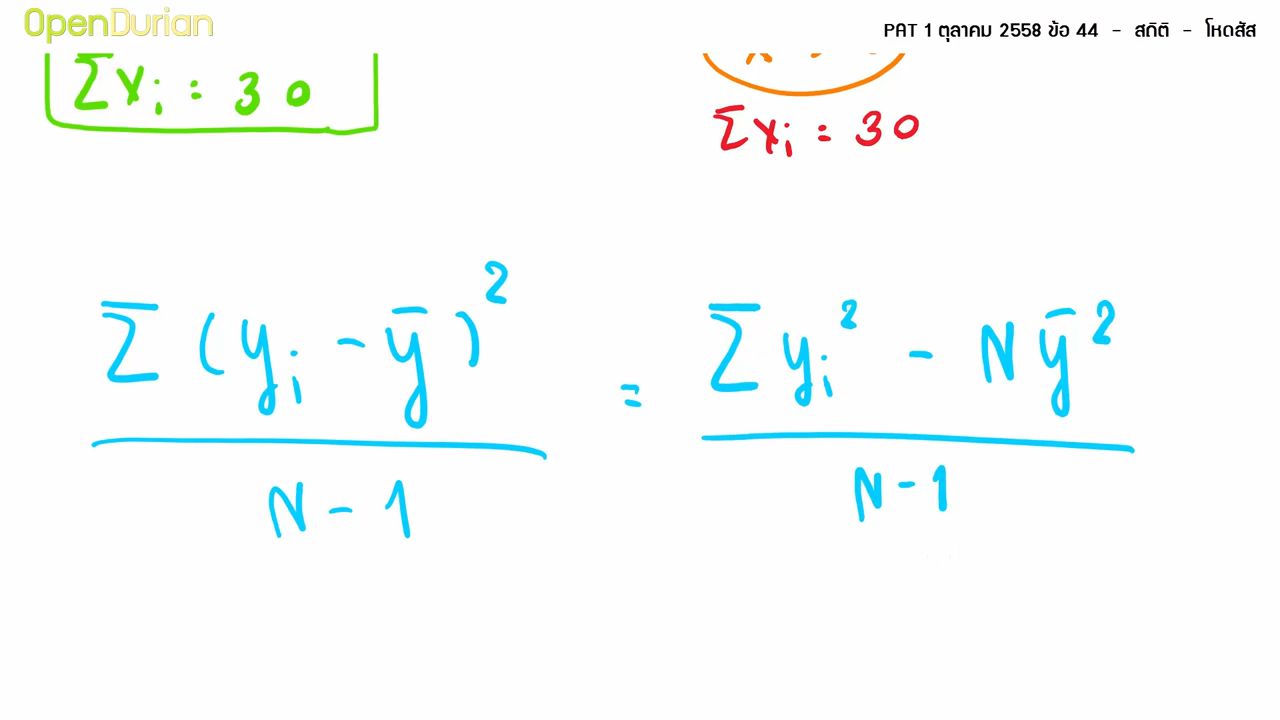 OpenDurian
PAT 1 ตุลาคม 2558 ข้อ 44 - สถิติ - โหดสัส
Σxᵢ = 30
Σxᵢ = 30
Σ(yᵢ - ȳ)² / N - 1 = Σyᵢ² - Nȳ² / N - 1